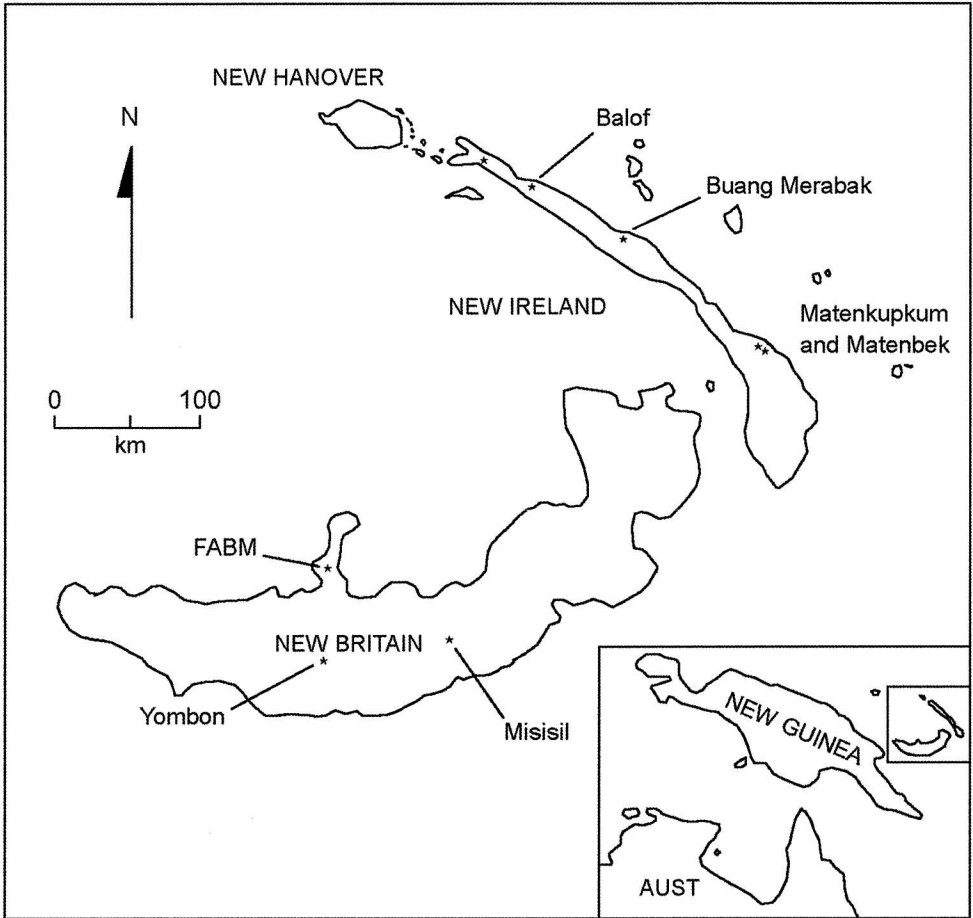 NEW HANOVER
N
Balof
Buang Merabak
NEW IRELAND
Matenkupkum
and Matenbek
0 100
km
FABM
NEW BRITAIN
Yombon
Misisil
NEW GUINEA
AUST